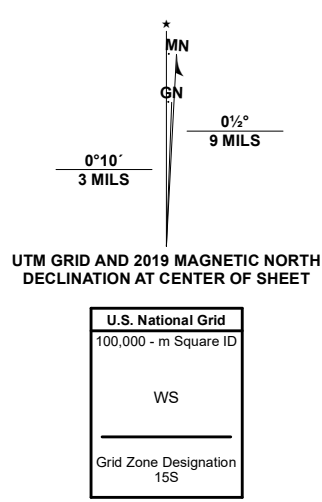 ★
MN
GN
0½°
9 MILS
0°10´
3 MILS
UTM GRID AND 2019 MAGNETIC NORTH
DECLINATION AT CENTER OF SHEET
U.S. National Grid
100,000 - m Square ID
WS
Grid Zone Designation
15S